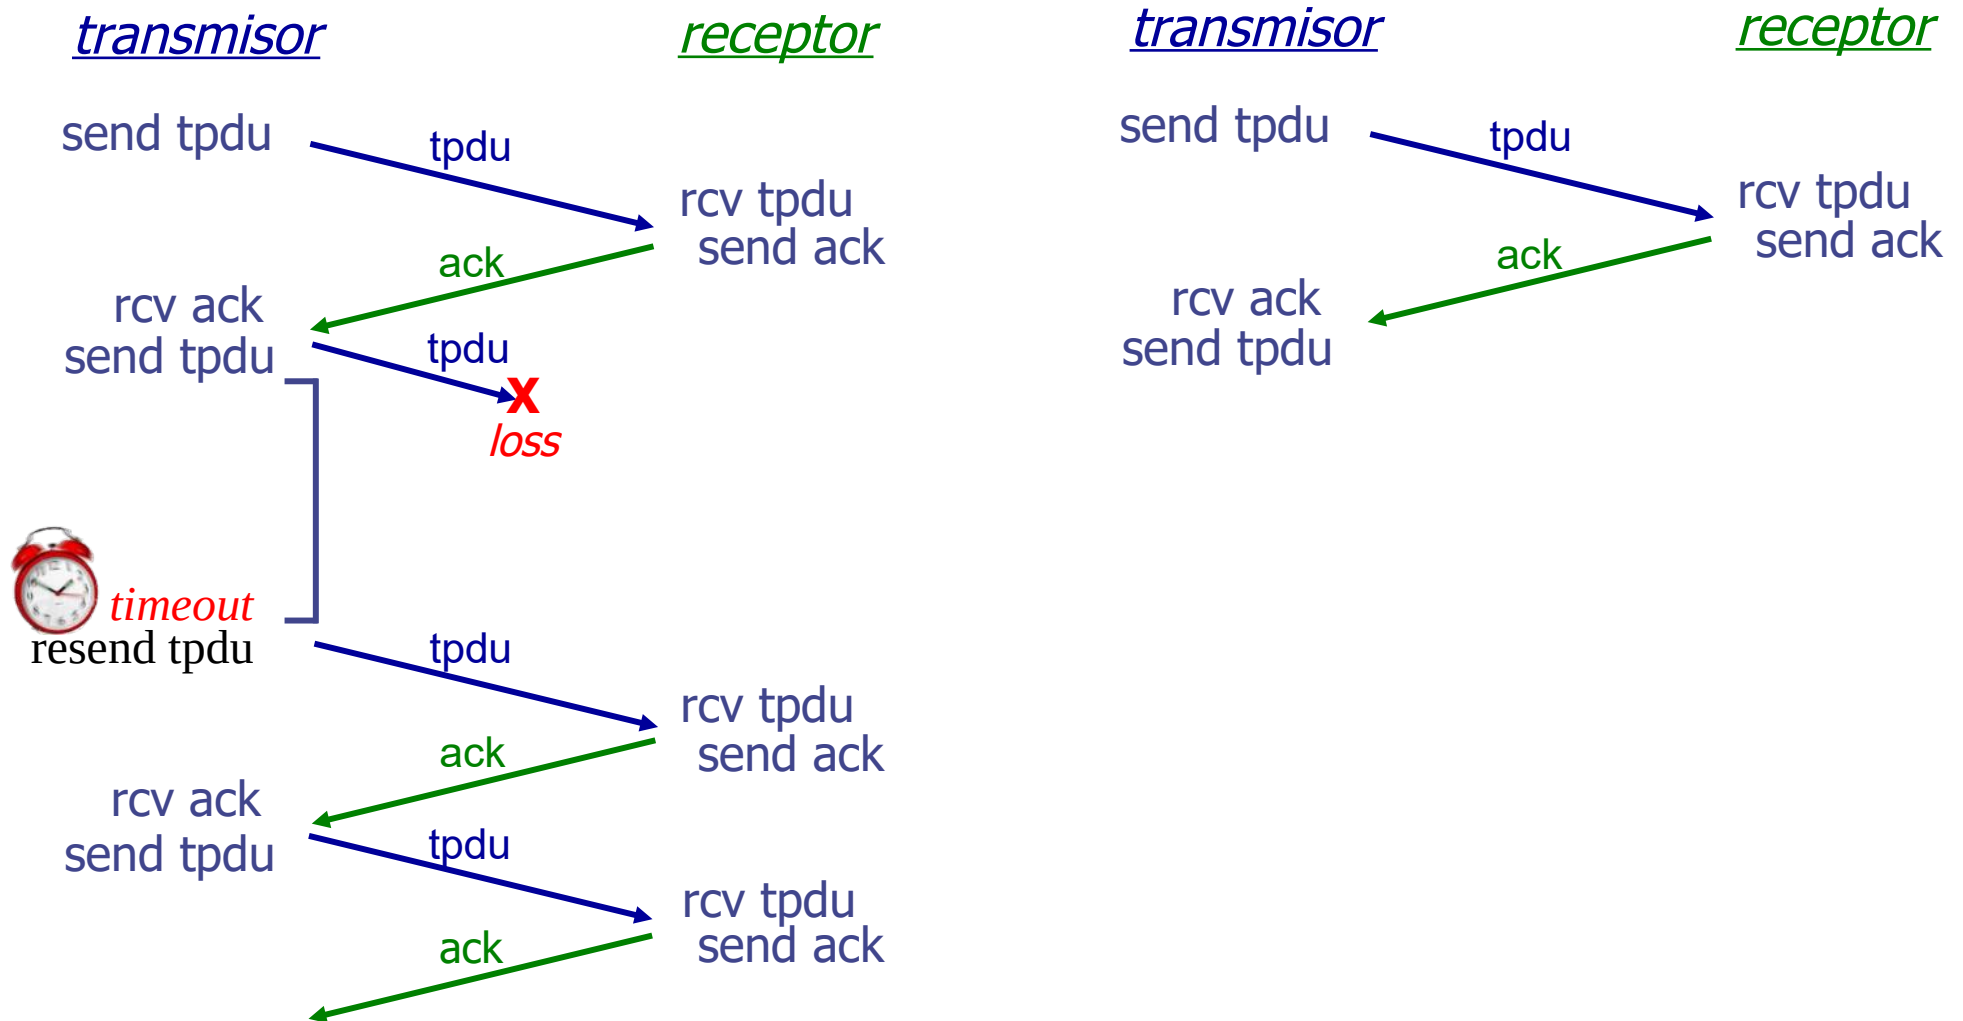 transmisor
receptor
send tpdu
tpdu
rcv tpdu
send ack
ack
rcv ack
send tpdu
tpdu
X
loss
timeout
resend tpdu
tpdu
rcv tpdu
send ack
ack
rcv ack
send tpdu
tpdu
rcv tpdu
send ack
ack
transmisor
receptor
send tpdu
tpdu
rcv tpdu
send ack
ack
rcv ack
send tpdu